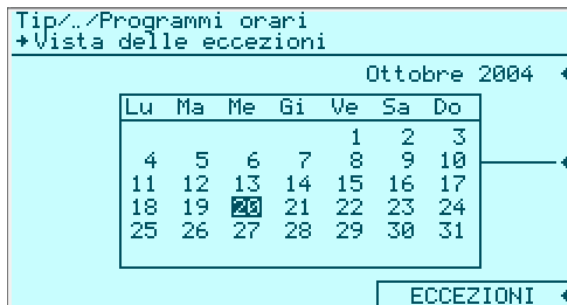 Tip/../Programmi orari
→Vista delle eccezioni
Ottobre 2004
Lu Ma Me Gi Ve Sa Do
1 2 3
4 5 6 7 8 9 10
11 12 13 14 15 16 17
18 19 20 21 22 23 24
25 26 27 28 29 30 31
ECCEZIONI